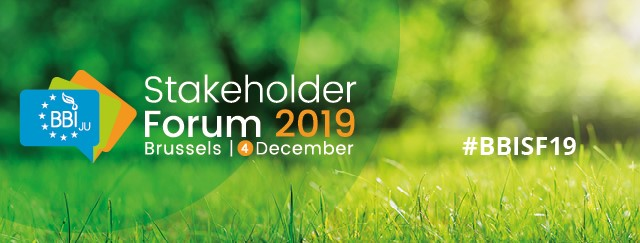 BBI JU
Stakeholder
Forum 2019
Brussels | 4 December
#BBISF19